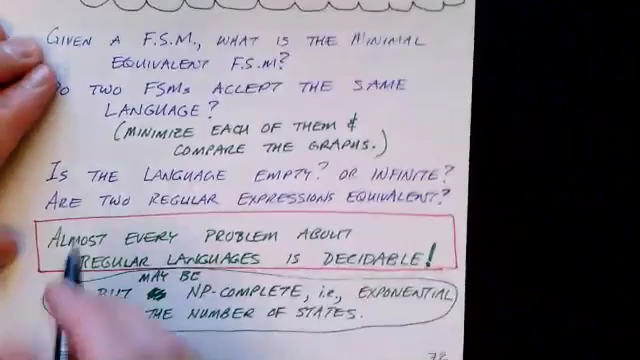 GIVEN A F.S.M., WHAT IS THE MINIMAL
EQUIVALENT F.S.M?
DO TWO FSMs ACCEPT THE SAME
LANGUAGE?
(MINIMIZE EACH OF THEM &
COMPARE THE GRAPHS.)
IS THE LANGUAGE EMPTY? OR INFINITE?
ARE TWO REGULAR EXPRESSIONS EQUIVALENT?
ALMOST EVERY PROBLEM ABOUT
REGULAR LANGUAGES IS DECIDABLE!
MAY BE
BUT NP-COMPLETE, i.e., EXPONENTIAL
THE NUMBER OF STATES.